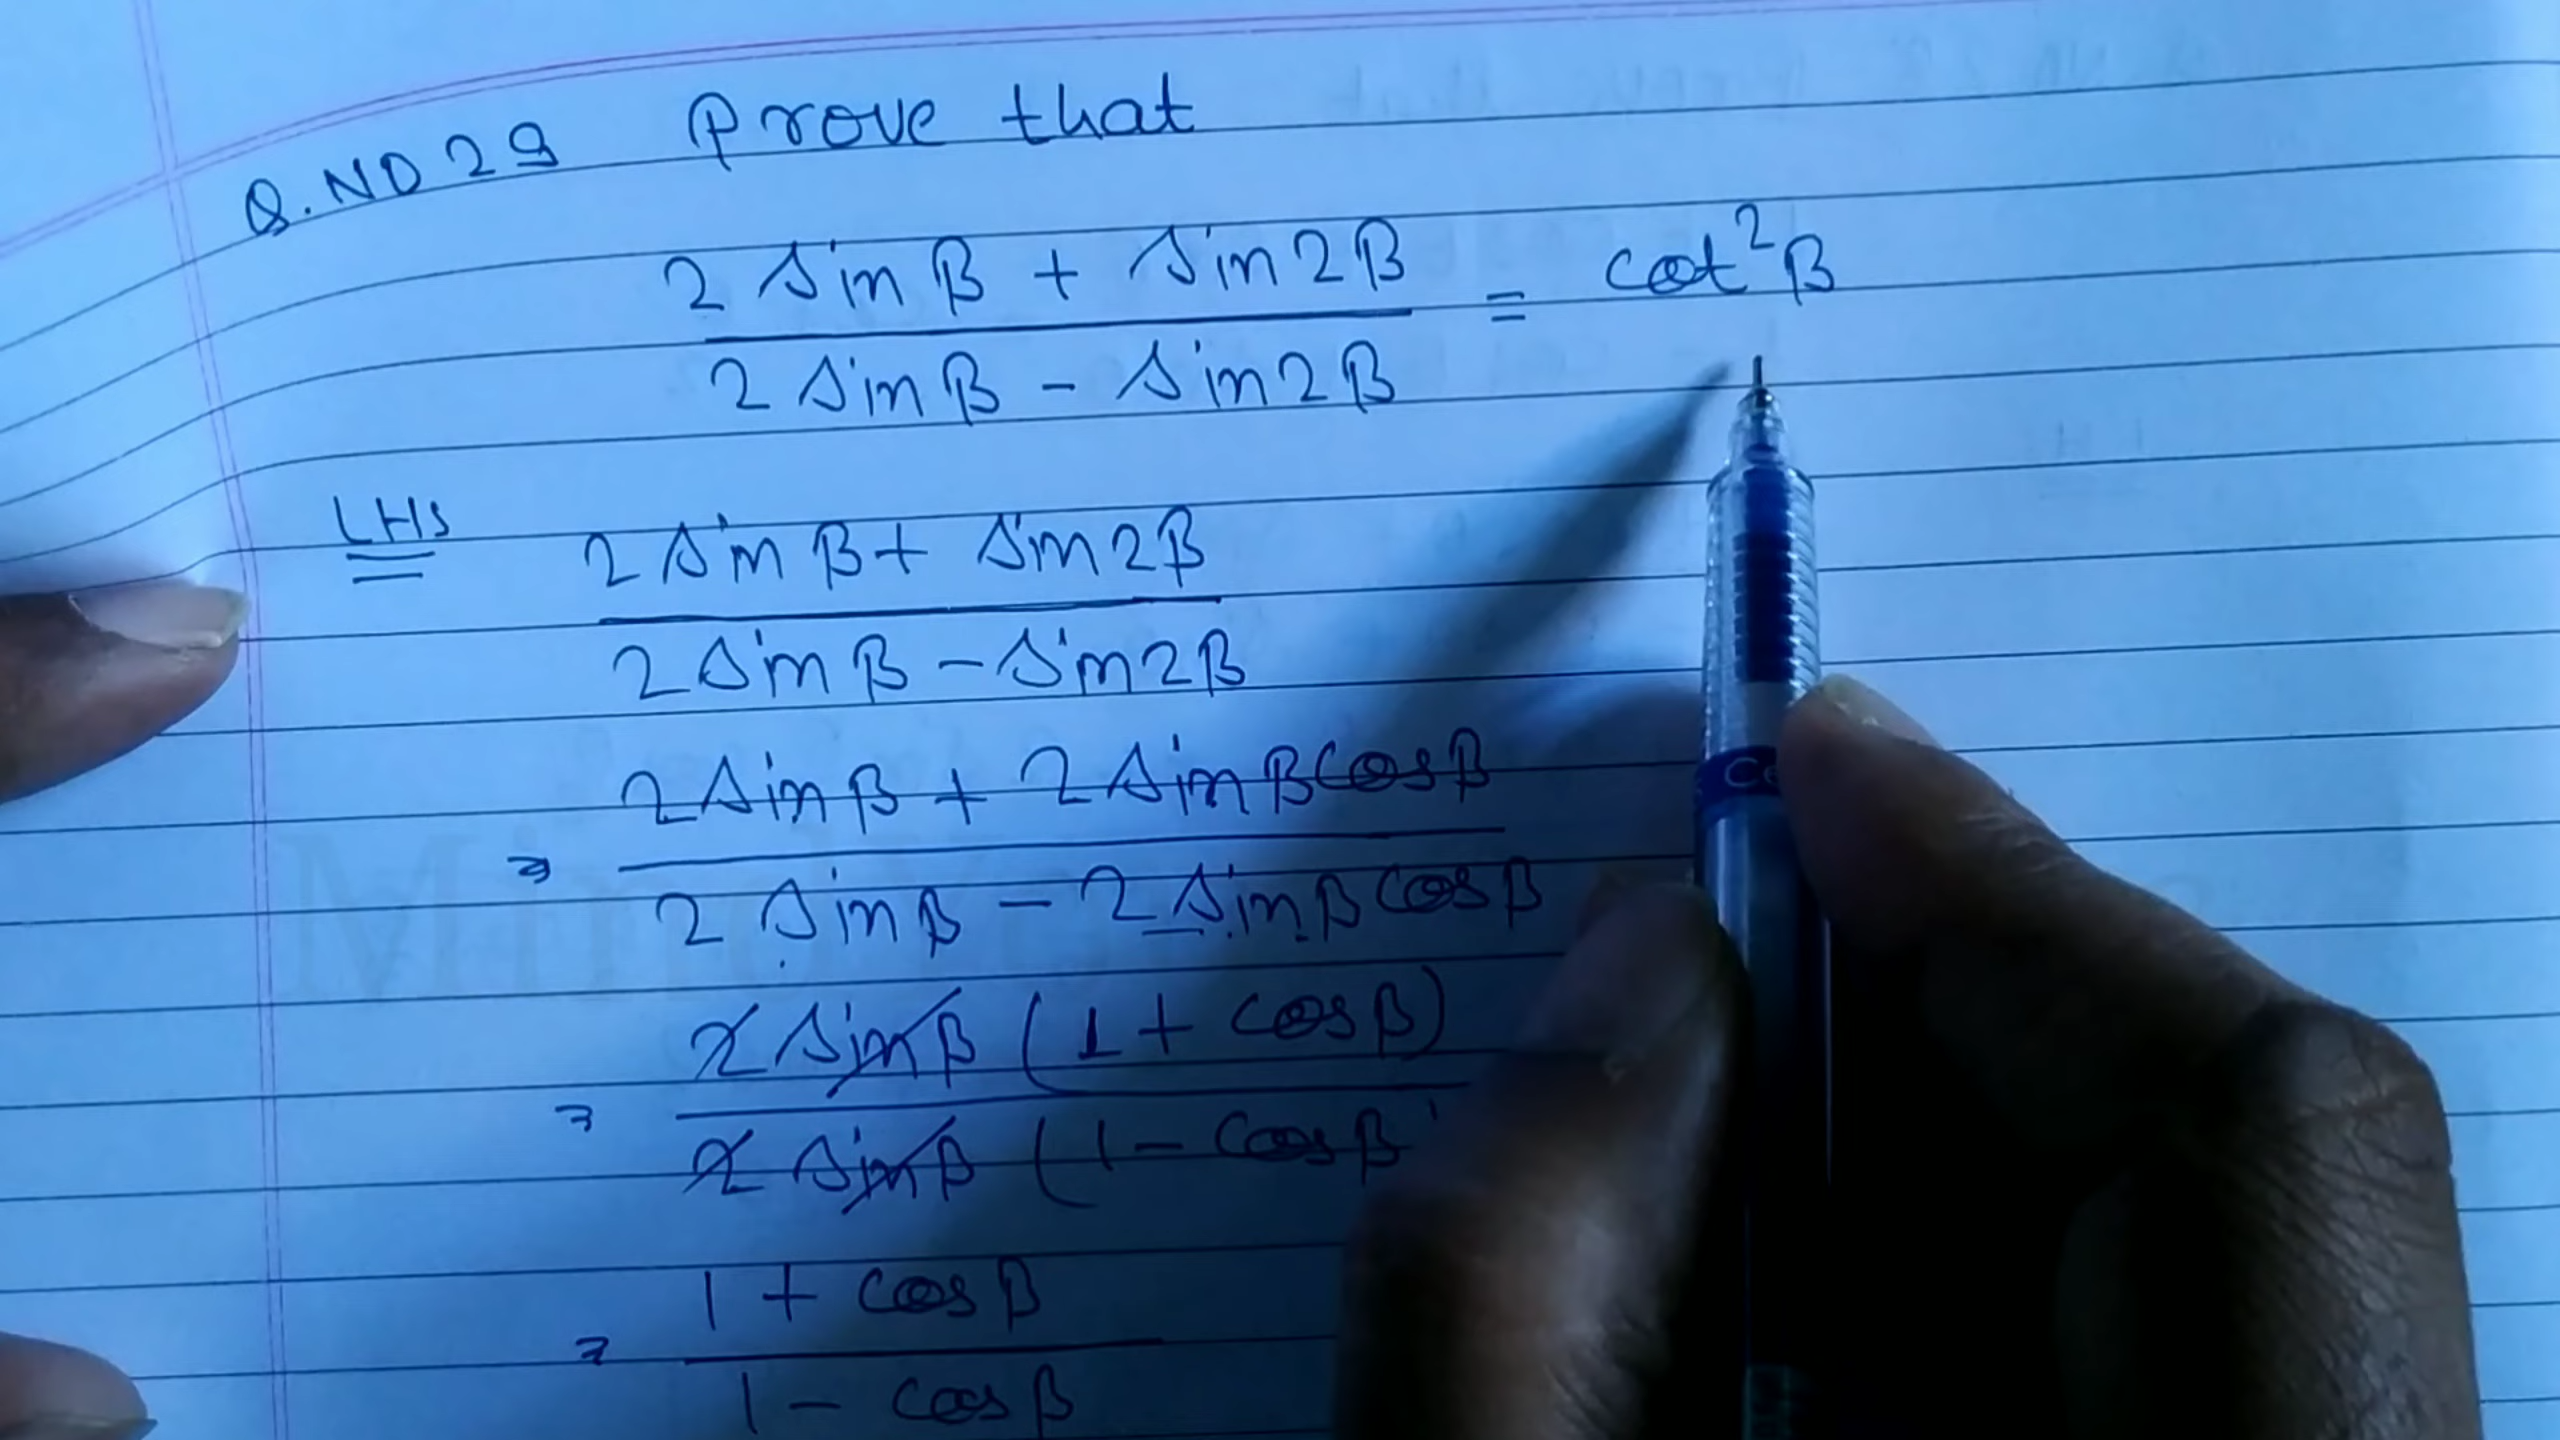 Q.NO 29 Prove that
2 sin β + sin 2β = cot²β
2 sin β - sin 2β
LHS 2 sin β + sin 2β
2 sin β - sin 2β
2 sin β + 2 sin β cos β
2 sin β - 2 sin β cos β
= 2 sin β (1 + cos β)
2 sin β (1 - cos β
= 1 + cos β
1 - cos β